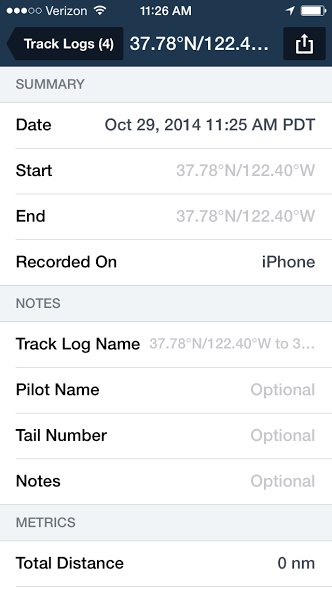 Verizon 11:26 AM
Track Logs (4) 37.78°N/122.4...
SUMMARY
Date Oct 29, 2014 11:25 AM PDT
Start 37.78°N/122.40°W
End 37.78°N/122.40°W
Recorded On iPhone
NOTES
Track Log Name 37.78°N/122.40°W to 3...
Pilot Name Optional
Tail Number Optional
Notes Optional
METRICS
Total Distance 0 nm